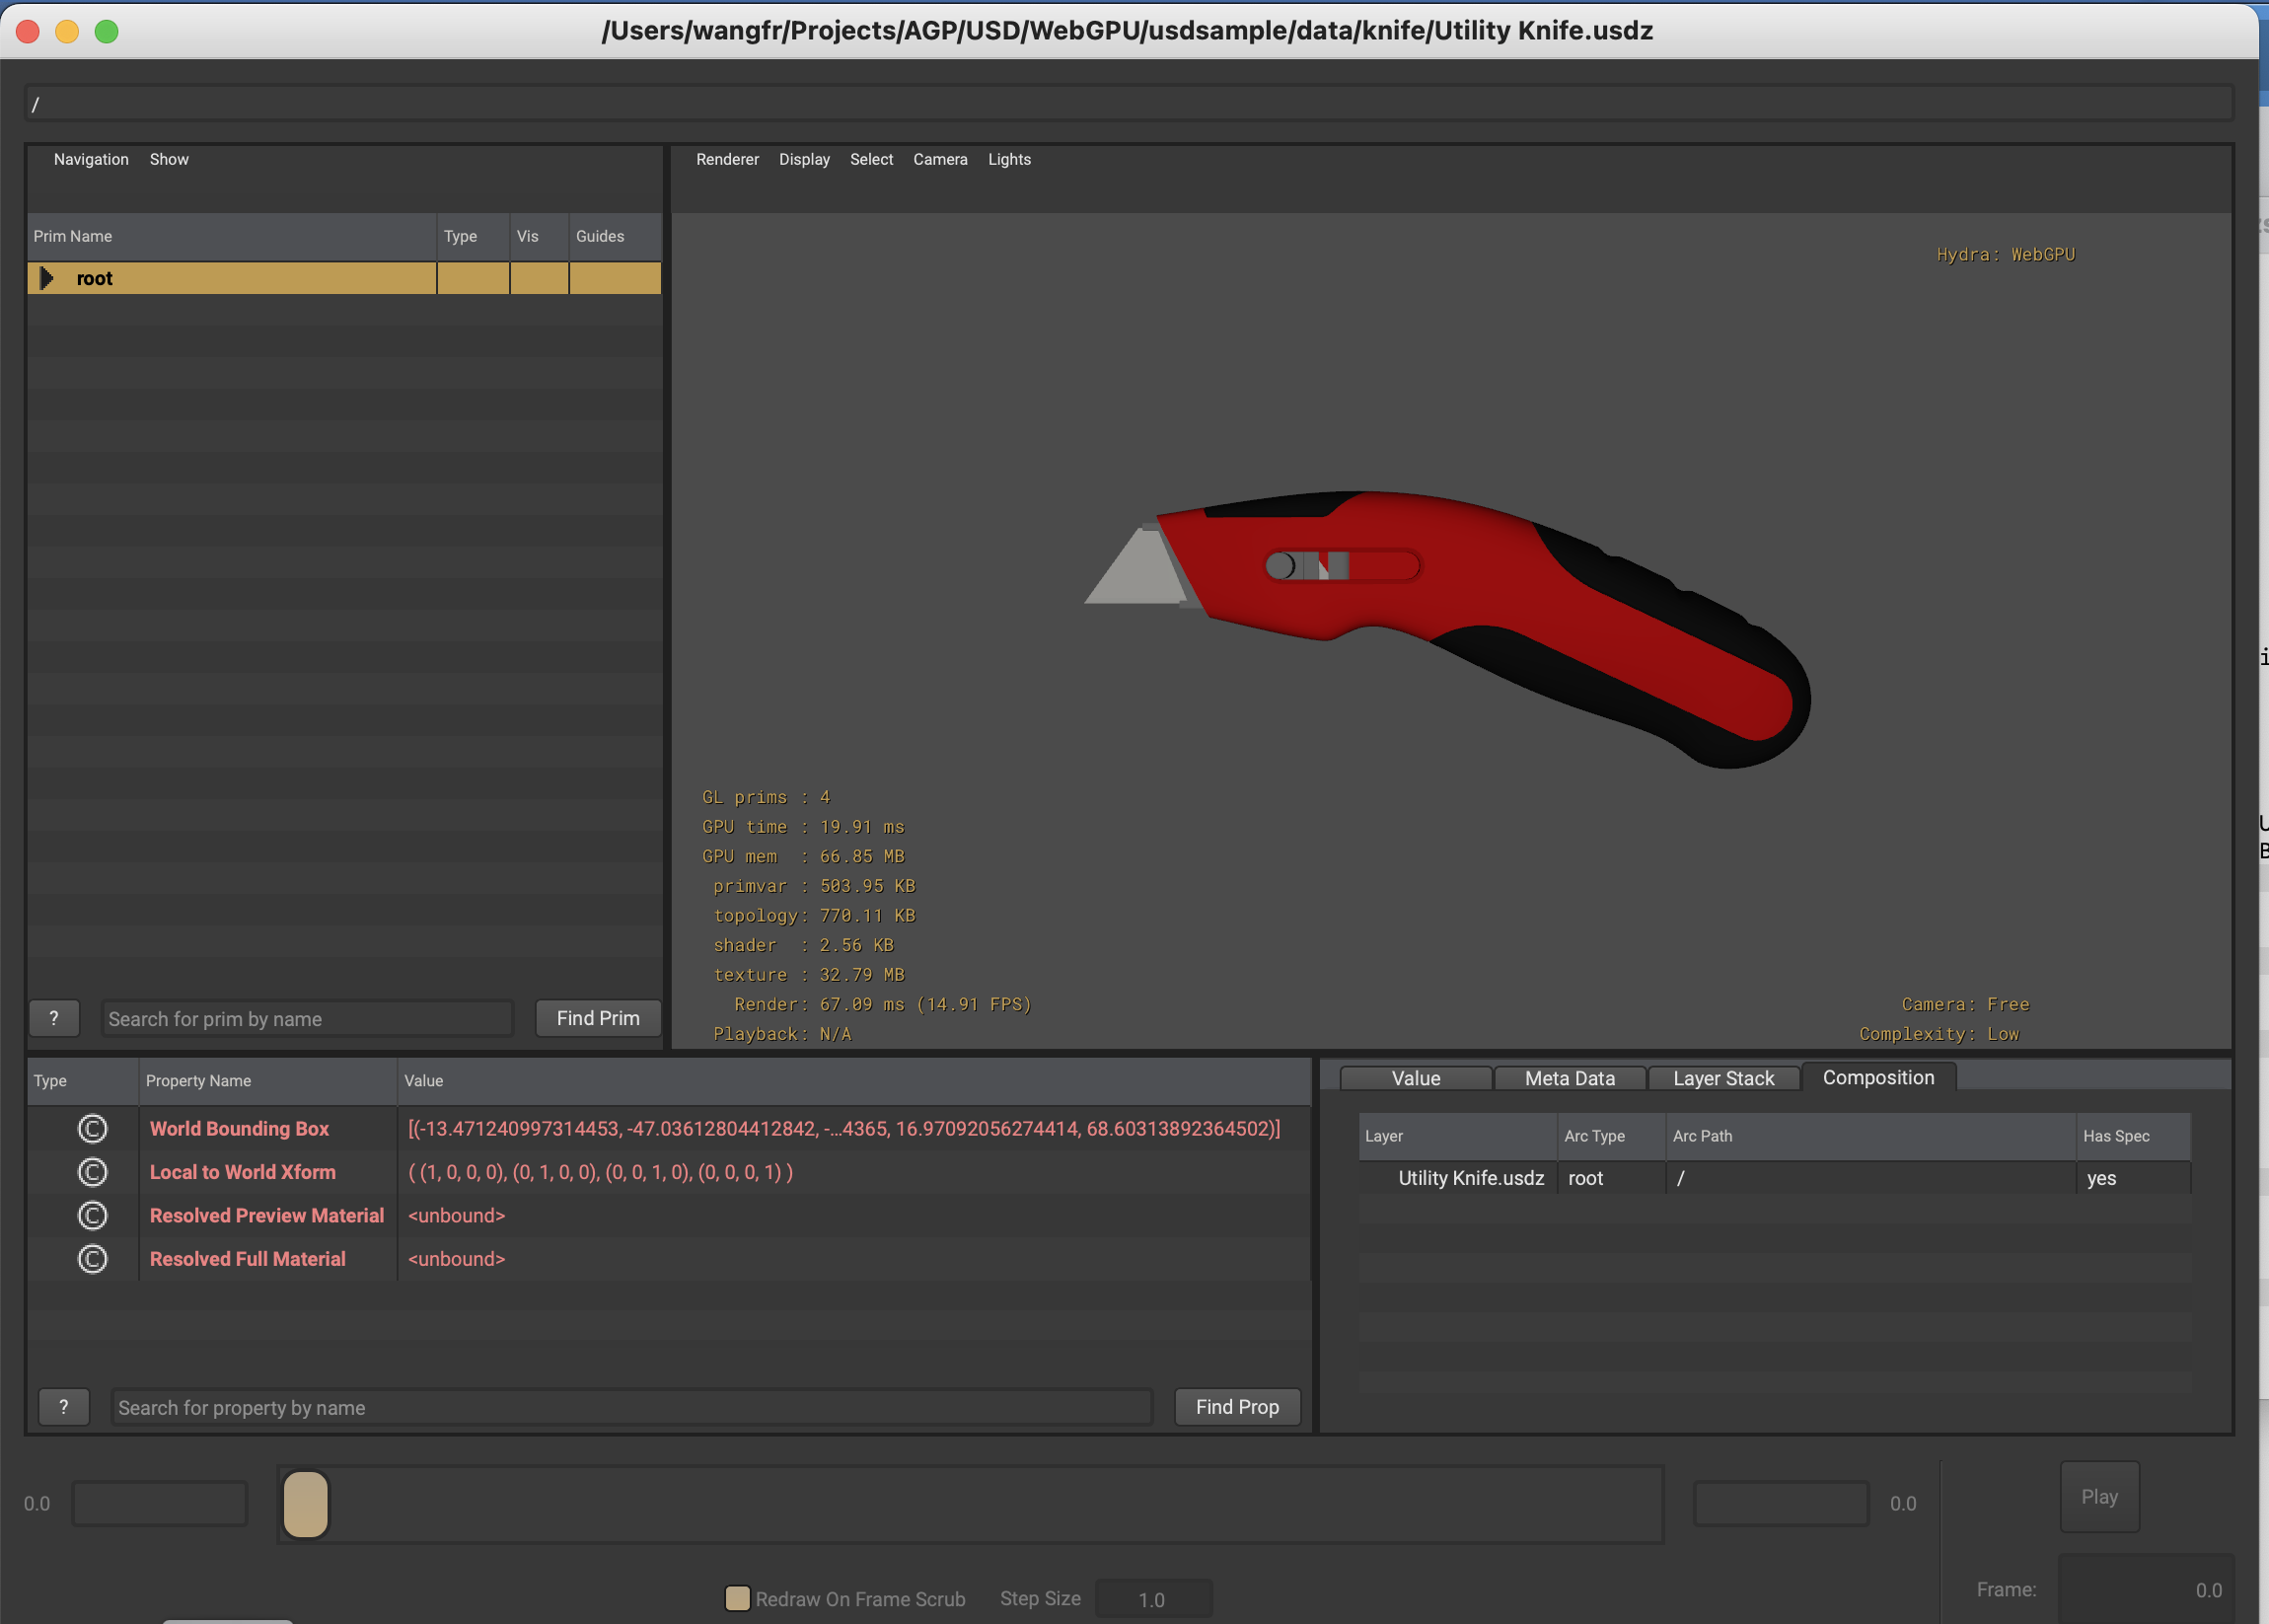 /Users/wangfr/Projects/AGP/USD/WebGPU/usdsample/data/knife/Utility Knife.usdz
/
Navigation Show
Renderer Display Select Camera Lights
Prim Name Type Vis Guides
root
Hydra: WebGPU
GL prims : 4
GPU time : 19.91 ms
GPU mem : 66.85 MB
primvar : 503.95 KB
topology: 770.11 KB
shader : 2.56 KB
texture : 32.79 MB
Render: 67.09 ms (14.91 FPS)
Playback: N/A
Camera: Free
Complexity: Low
? Search for prim by name Find Prim
Type Property Name Value
© World Bounding Box [(-13.471240997314453, -47.03612804412842, -...4365, 16.97092056274414, 68.60313892364502)]
© Local to World Xform ( (1, 0, 0, 0), (0, 1, 0, 0), (0, 0, 1, 0), (0, 0, 0, 1) )
© Resolved Preview Material <unbound>
© Resolved Full Material <unbound>
? Search for property by name Find Prop
Value Meta Data Layer Stack Composition
Layer Arc Type Arc Path Has Spec
Utility Knife.usdz root / yes
0.0 0.0 Play
Redraw On Frame Scrub Step Size 1.0 Frame: 0.0